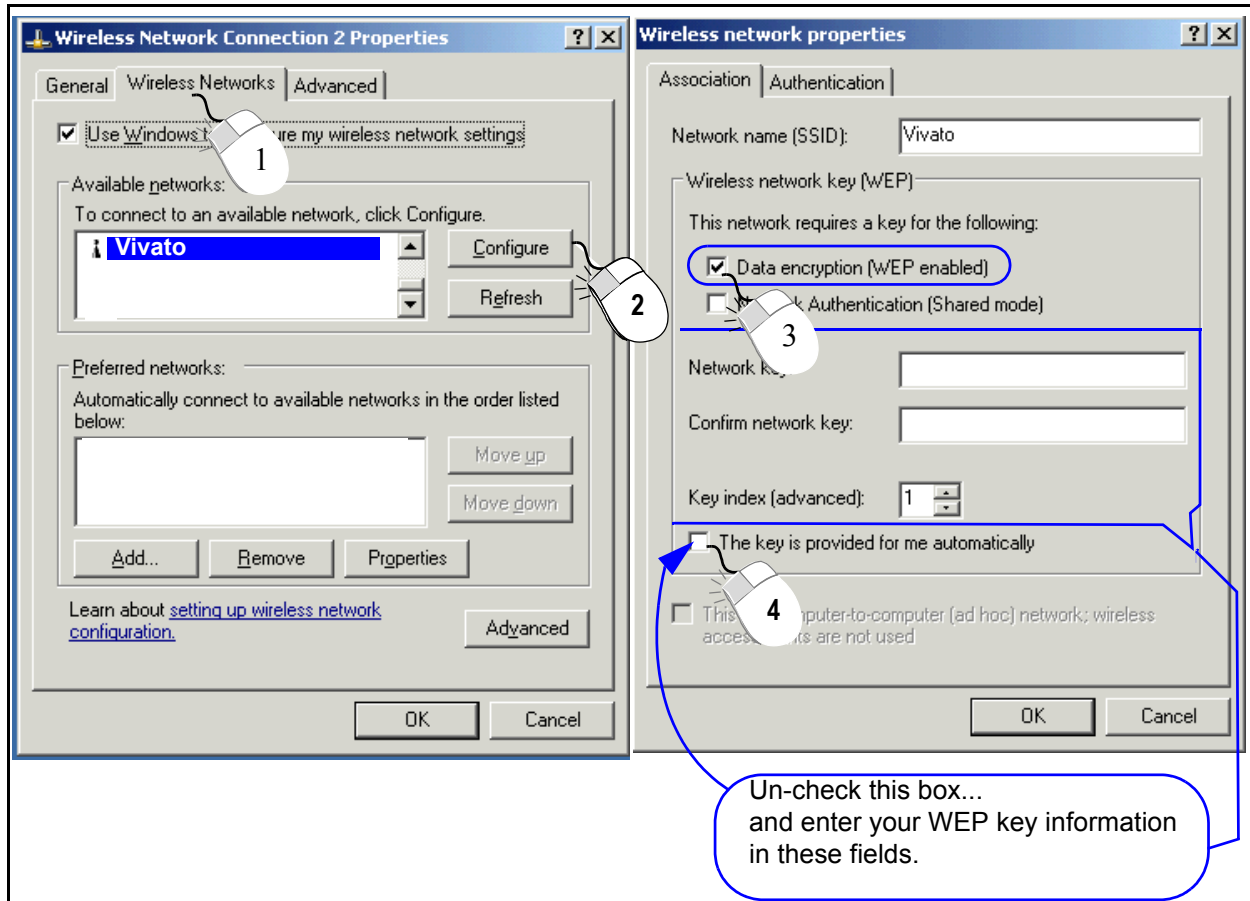 Wireless Network Connection 2 Properties
General Wireless Networks Advanced
Use Windows my wireless network settings
1
Available networks:
To connect to an available network, click Configure.
Vivato
Configure
Refresh
2
Preferred networks:
Automatically connect to available networks in the order listed
below:
Move up
Move down
Add... Remove Properties
Learn about setting up wireless network
configuration.
Advanced
OK Cancel
Wireless network properties
Association Authentication
Network name (SSID): Vivato
Wireless network key (WEP)
This network requires a key for the following:
Data encryption (WEP enabled)
Authentication (Shared mode)
3
Network
Confirm network key:
Key index (advanced): 1
The key is provided for me automatically
4
This (ad hoc) network; wireless
are not used
OK Cancel
Un-check this box...
and enter your WEP key information
in these fields.